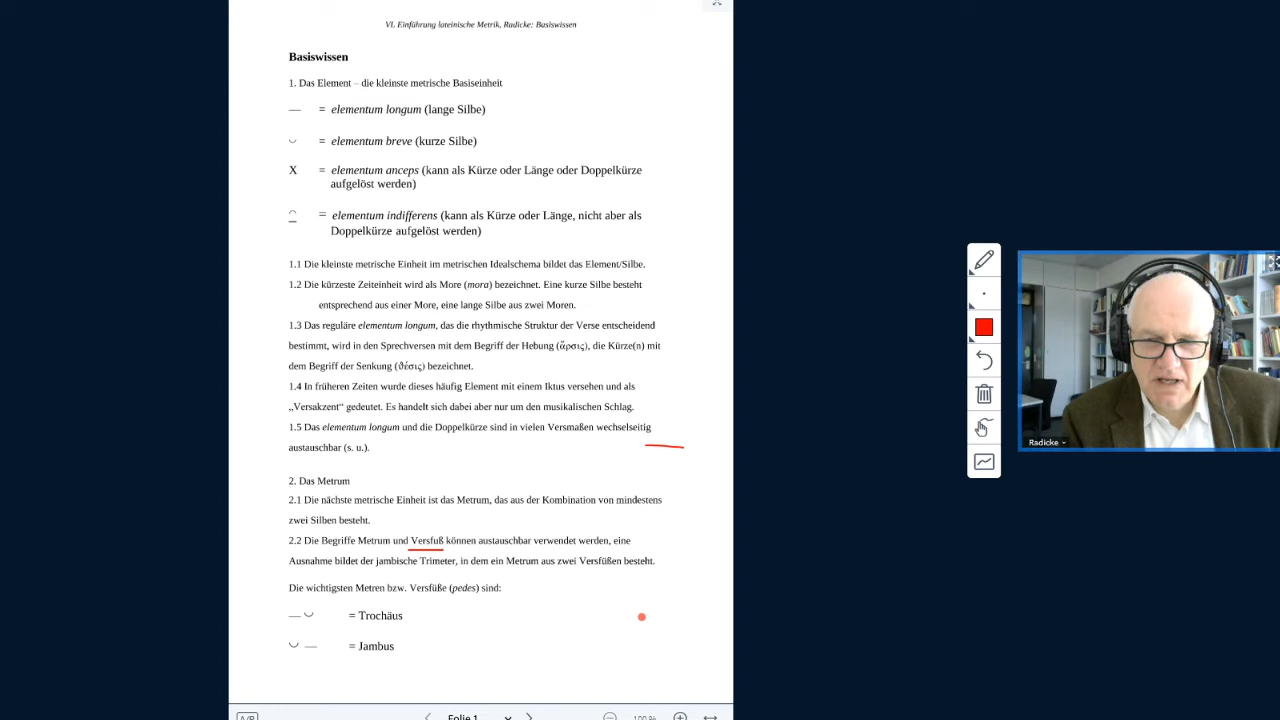 VL Einführung lateinische Metrik, Radicke: Basiswissen
Basiswissen
1. Das Element – die kleinste metrische Basiseinheit
— = elementum longum (lange Silbe)
◡ = elementum breve (kurze Silbe)
X = elementum anceps (kann als Kürze oder Länge oder Doppelkürze
aufgelöst werden)
= elementum indifferens (kann als Kürze oder Länge, nicht aber als
Doppelkürze aufgelöst werden)
1.1 Die kleinste metrische Einheit im metrischen Idealschema bildet das Element/Silbe.
1.2 Die kürzeste Zeiteinheit wird als More (mora) bezeichnet. Eine kurze Silbe besteht
entsprechend aus einer More, eine lange Silbe aus zwei Moren.
1.3 Das reguläre elementum longum, das die rhythmische Struktur der Verse entscheidend
bestimmt, wird in den Sprechversen mit dem Begriff der Hebung (ἄρσις), die Kürze(n) mit
dem Begriff der Senkung (ϑέσις) bezeichnet.
1.4 In früheren Zeiten wurde dieses häufig Element mit einem Iktus versehen und als
„Versakzent“ gedeutet. Es handelt sich dabei aber nur um den musikalischen Schlag.
1.5 Das elementum longum und die Doppelkürze sind in vielen Versmaßen wechselseitig
austauschbar (s. u.).
2. Das Metrum
2.1 Die nächste metrische Einheit ist das Metrum, das aus der Kombination von mindestens
zwei Silben besteht.
2.2 Die Begriffe Metrum und Versfuß können austauschbar verwendet werden, eine
Ausnahme bildet der jambische Trimeter, in dem ein Metrum aus zwei Versfüßen besteht.
Die wichtigsten Metren bzw. Versfüße (pedes) sind:
— ◡ = Trochäus
◡ — = Jambus
Radicke
Folie 1
100 %